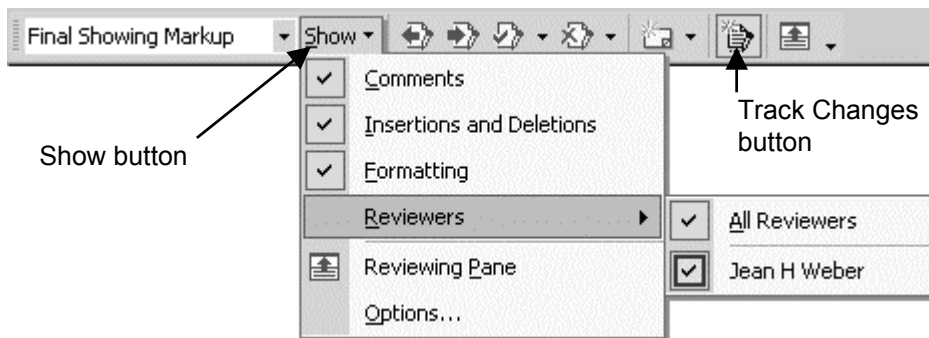 Final Showing Markup Show
Comments
Insertions and Deletions
Formatting
Reviewers
Reviewing Pane
Options...
All Reviewers
Jean H Weber
Show button
Track Changes
button